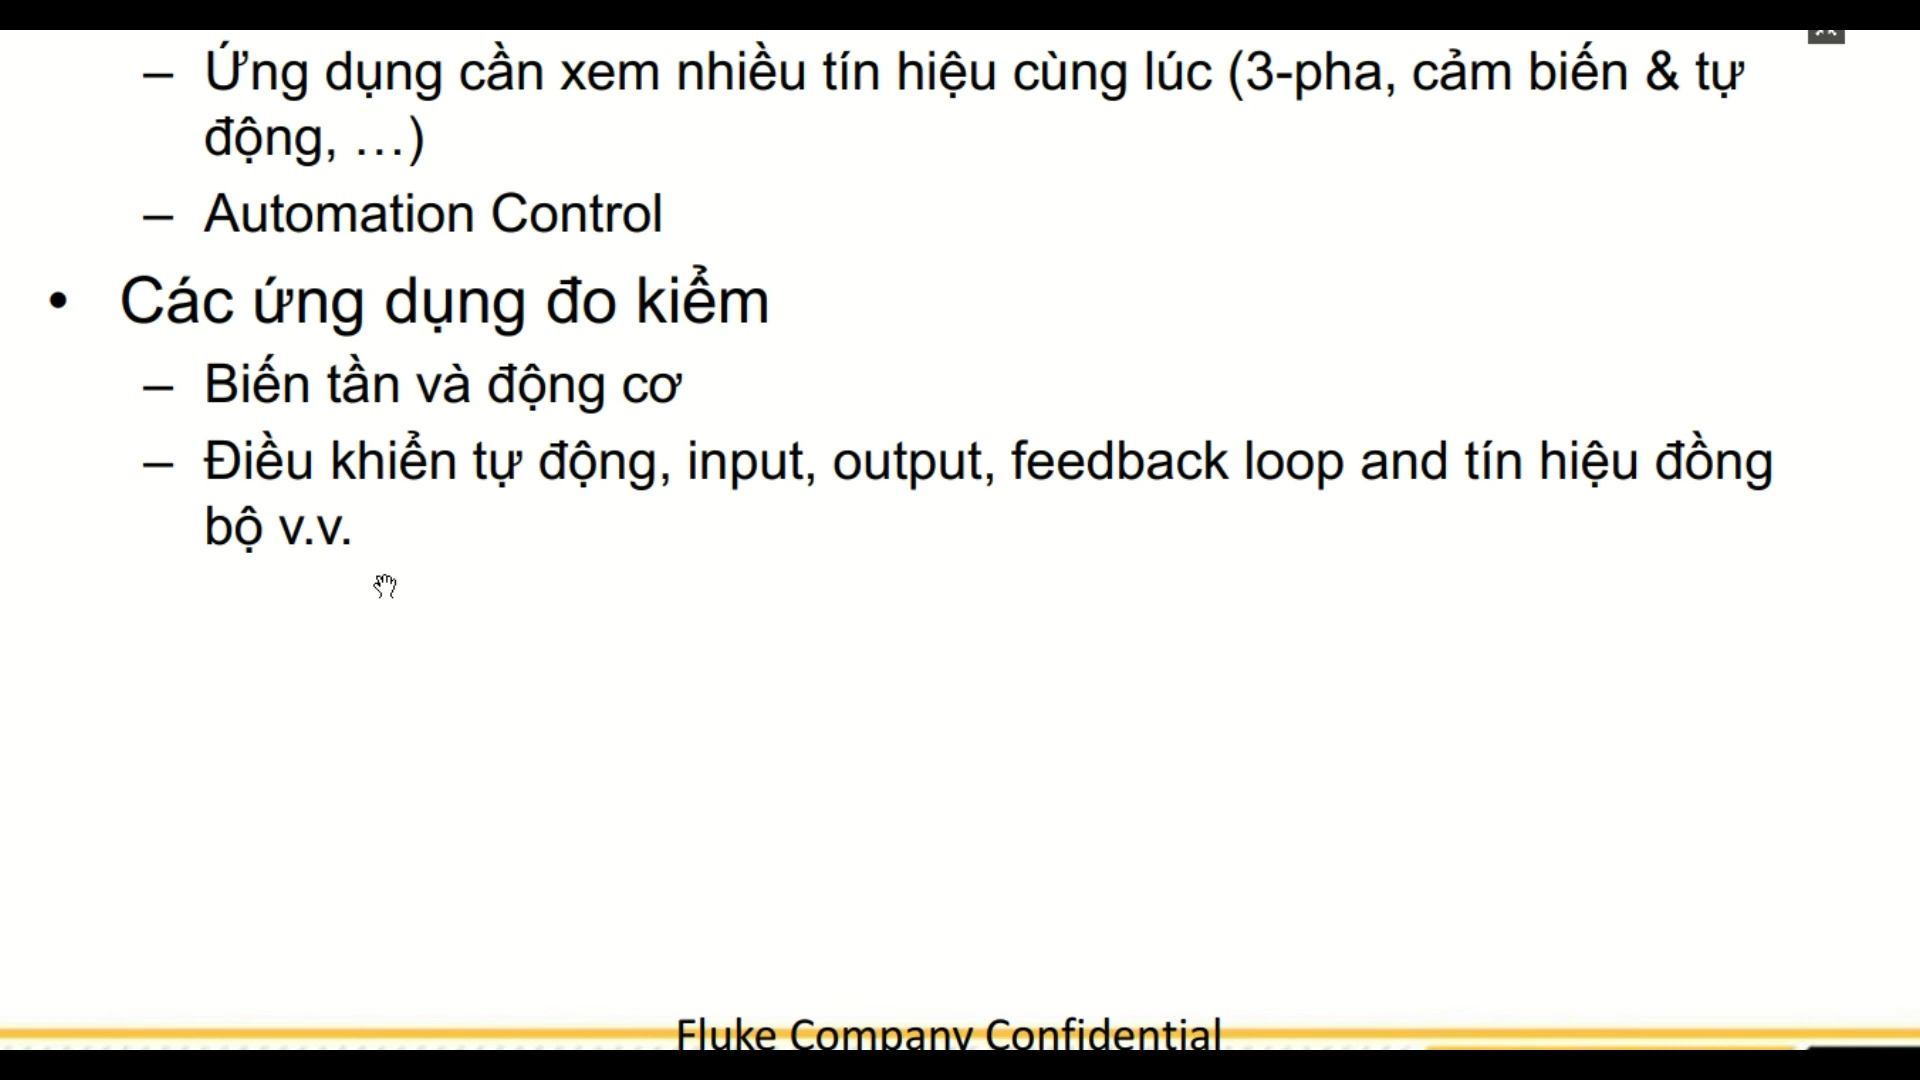 – Ứng dụng cần xem nhiều tín hiệu cùng lúc (3-pha, cảm biến & tự
động, …)
– Automation Control
• Các ứng dụng đo kiểm
– Biến tần và động cơ
– Điều khiển tự động, input, output, feedback loop and tín hiệu đồng
bộ v.v.
Fluke Company Confidential